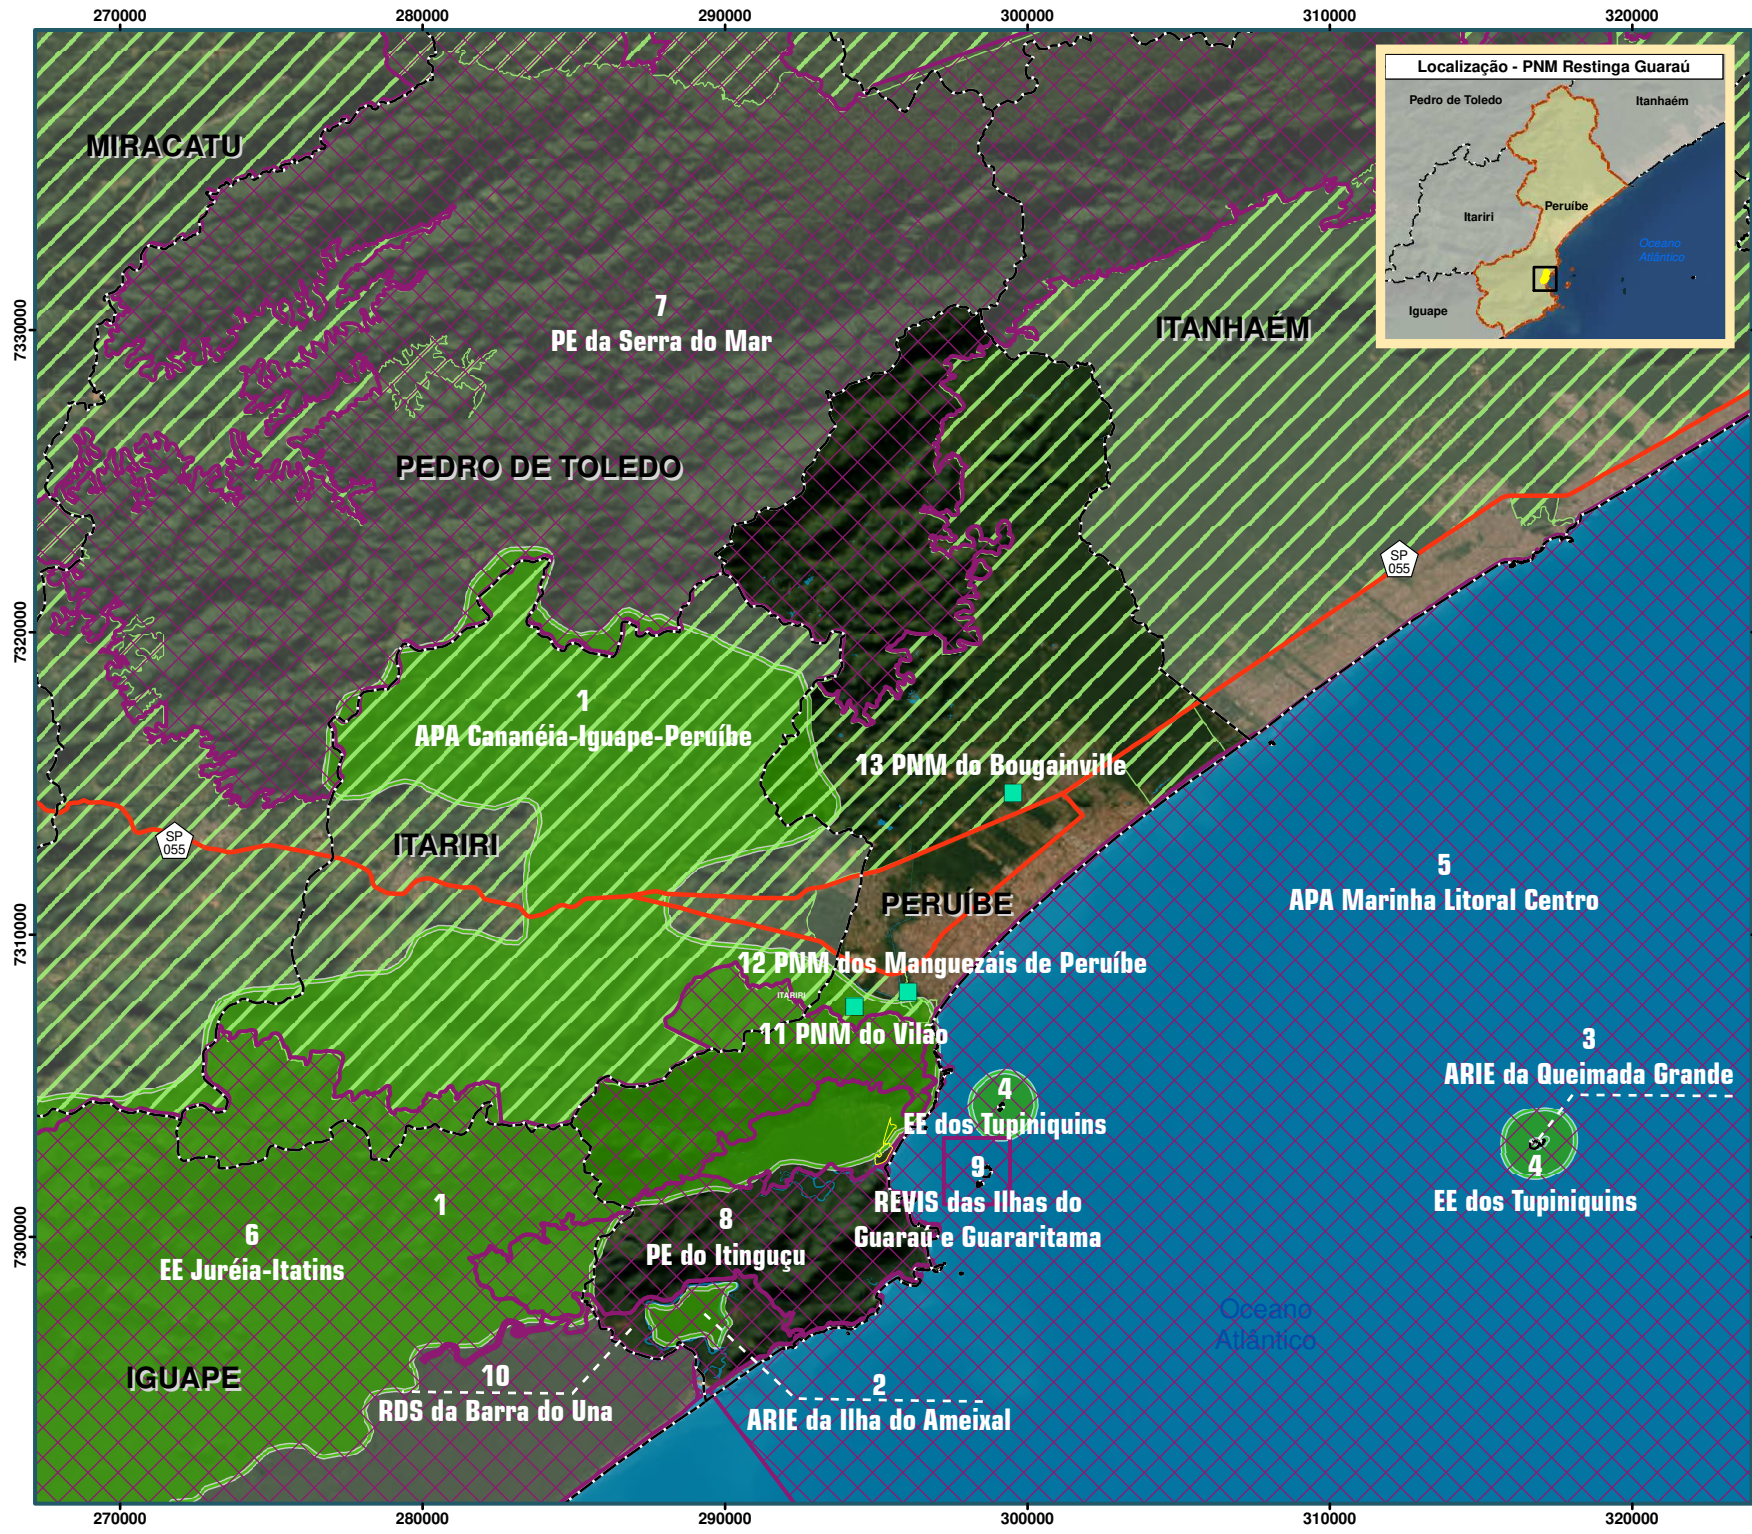 270000
280000
290000
300000
310000
320000
Localização - PNM Restinga Guaraú
Pedro de Toledo
Itanhaém
Peruíbe
Itariri
Oceano
Atlântico
Iguape
MIRACATU
7
PE da Serra do Mar
ITANHAÉM
7330000
PEDRO DE TOLEDO
SP
055
7320000
1
APA Cananéia-Iguape-Peruíbe
13 PNM do Bougainville
SP
055
ITARIRI
5
APA Marinha Litoral Centro
PERUÍBE
7310000
12 PNM dos Manguezais de Peruíbe
ITARIRI
11 PNM do Vilão
3
ARIE da Queimada Grande
4
EE dos Tupiniquins
9
REVIS das Ilhas do
Guaraú e Guararitama
4
EE dos Tupiniquins
1
6
EE Juréia-Itatins
8
PE do Itinguçu
7300000
Oceano
Atlântico
IGUAPE
10
RDS da Barra do Una
2
ARIE da Ilha do Ameixal
270000
280000
290000
300000
310000
320000